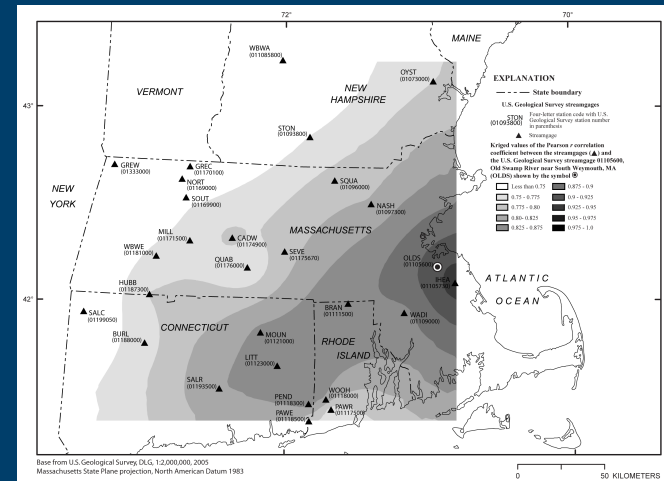 72°
70°
MAINE
WBWA
(011085800)
OYST
(01073000)
EXPLANATION
State boundary
U.S. Geological Survey streamgages
STON
(01093800)
Four-letter station code with U.S.
Geological Survey station number
in parenthesis
Streamgage
Kriged values of the Pearson r correlation
coefficient between the streamgages (▲) and
the U.S. Geological Survey streamgage 01105600,
Old Swamp River near South Weymouth, MA
(OLDS) shown by the symbol
Less than 0.75
0.875 - 0.9
0.75 - 0.775
0.9 - 0.925
0.775 - 0.80
0.925 - 0.95
0.80- 0.825
0.95 - 0.975
0.825 - 0.875
0.975 - 1.0
VERMONT
NEW
HAMPSHIRE
43°
STON
(01093800)
GREW
(01333000)
GREC
(01170100)
NORT
(01169000)
SOUT
(01169900)
SQUA
(01096000)
NASH
(01097300)
NEW
YORK
MASSACHUSETTS
MILL
(01171500)
CADW
(01174900)
WBWE
(01181000)
QUAB
(01176000)
SEVE
(01175670)
OLDS
(01105600)
IHEA
(01105730)
ATLANTIC
OCEAN
HUBB
(01187300)
42°
SALC
(01199050)
BRAN
(01111500)
WADI
(01109000)
CONNECTICUT
BURL
(01188000)
MOUN
(01121000)
RHODE
ISLAND
LITT
(01123000)
SALR
(01193500)
PEND
(01118300)
WOOH
(01118000)
PAWE
(01118500)
PAWR
(01117500)
Base from U.S. Geological Survey, DLG, 1:2,000,000, 2005
Massachusetts State Plane projection, North American Datum 1983
0
50 KILOMETERS